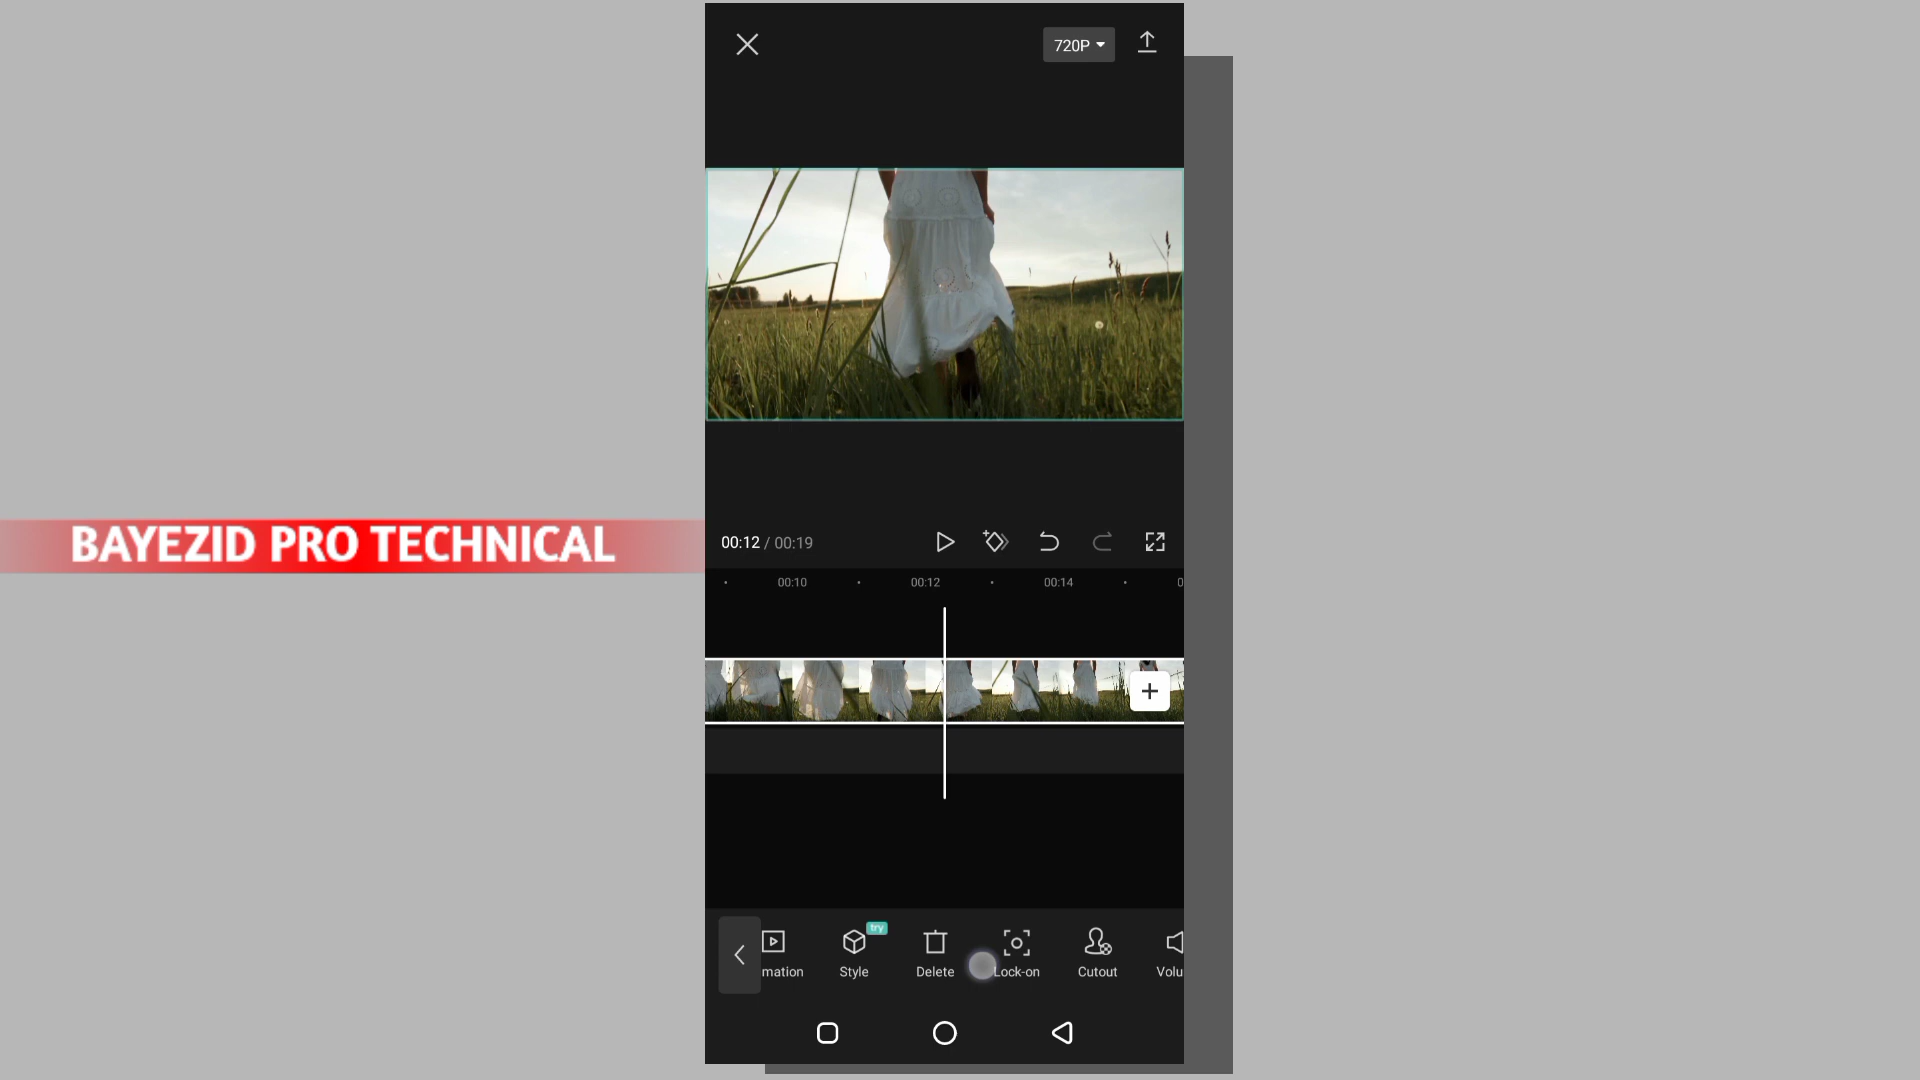 720P
BAYEZID PRO TECHNICAL
00:12 / 00:19
00:10 00:12 00:14 0
try
mation Style Delete Lock-on Cutout Volu